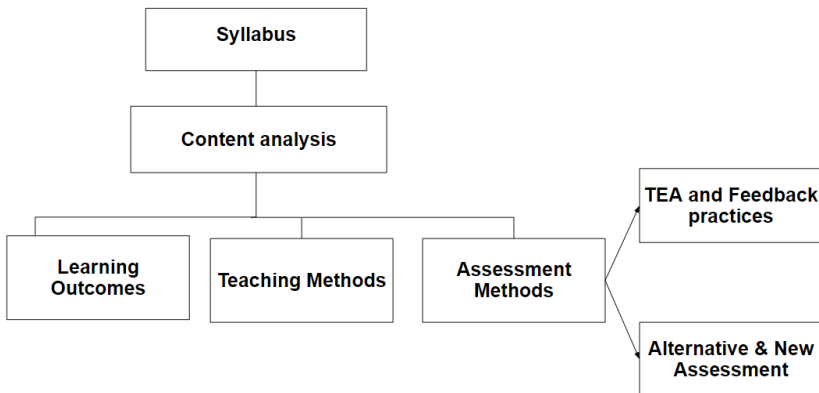 Syllabus
Content analysis
TEA and Feedback
practices
Learning
Outcomes
Teaching Methods
Assessment
Methods
Alternative & New
Assessment